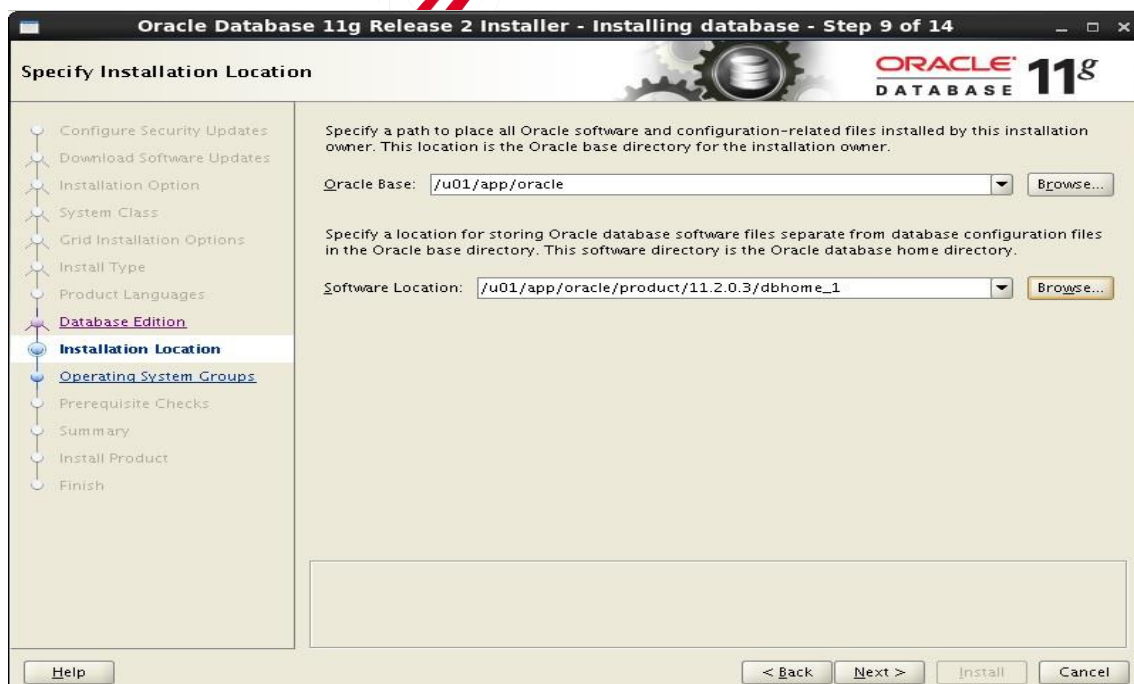 Oracle Database 11g Release 2 Installer - Installing database - Step 9 of 14
Specify Installation Location
ORACLE
DATABASE
11g
Configure Security Updates
Download Software Updates
Installation Option
System Class
Grid Installation Options
Install Type
Product Languages
Database Edition
Installation Location
Operating System Groups
Prerequisite Checks
Summary
Install Product
Finish
Specify a path to place all Oracle software and configuration-related files installed by this installation
owner. This location is the Oracle base directory for the installation owner.
Oracle Base: /u01/app/oracle Browse...
Specify a location for storing Oracle database software files separate from database configuration files
in the Oracle base directory. This software directory is the Oracle database home directory.
Software Location: /u01/app/oracle/product/11.2.0.3/dbhome_1 Browse...
Help < Back Next > Install Cancel